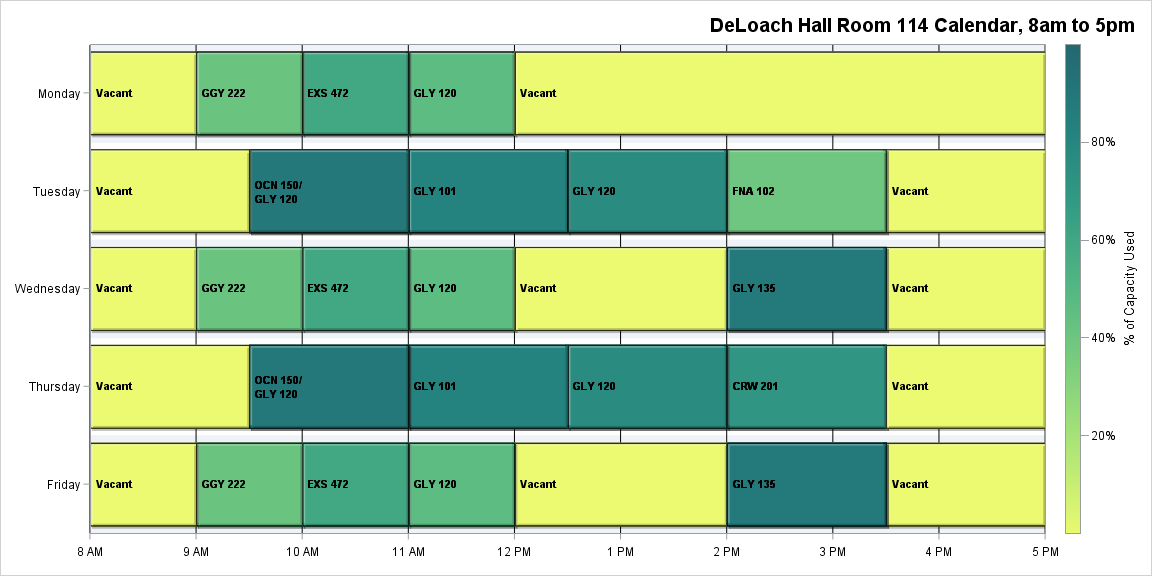 DeLoach Hall Room 114 Calendar, 8am to 5pm
Monday
Vacant
GGY 222
EXS 472
GLY 120
Vacant
Tuesday
Vacant
OCN 150/
GLY 120
GLY 101
GLY 120
FNA 102
Vacant
Wednesday
Vacant
GGY 222
EXS 472
GLY 120
Vacant
GLY 135
Vacant
Thursday
Vacant
OCN 150/
GLY 120
GLY 101
GLY 120
CRW 201
Vacant
Friday
Vacant
GGY 222
EXS 472
GLY 120
Vacant
GLY 135
Vacant
8 AM
9 AM
10 AM
11 AM
12 PM
1 PM
2 PM
3 PM
4 PM
5 PM
80%
60%
40%
20%
% of Capacity Used